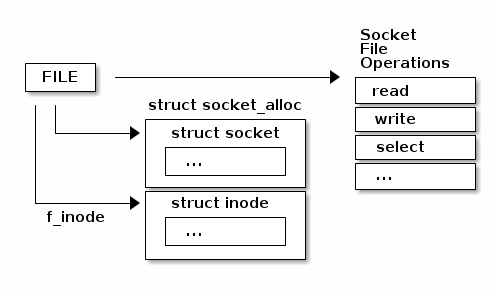 Socket
File
Operations
FILE
read
write
select
...
struct socket_alloc
struct socket
...
struct inode
...
f_inode